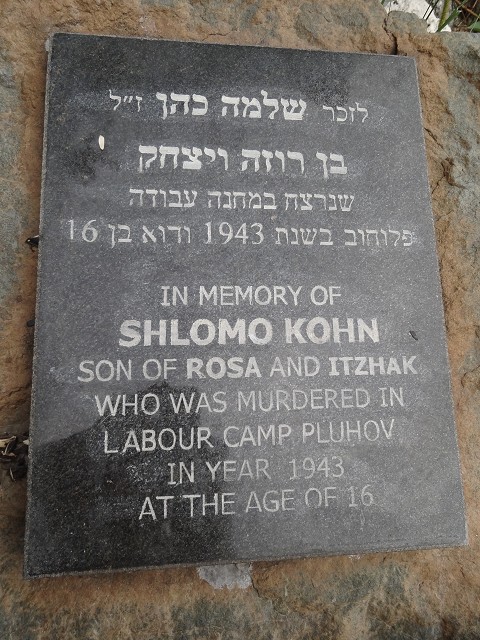 לזכר שלמה כהן ז״ל
בן רוזה ויצחק
שנרצח במחנה עבודה
פלוחוב בשנת 1943 ודוא בן 16
IN MEMORY OF
SHLOMO KOHN
SON OF ROSA AND ITZHAK
WHO WAS MURDERED IN
LABOUR CAMP PLUHOV
IN YEAR 1943
AT THE AGE OF 16